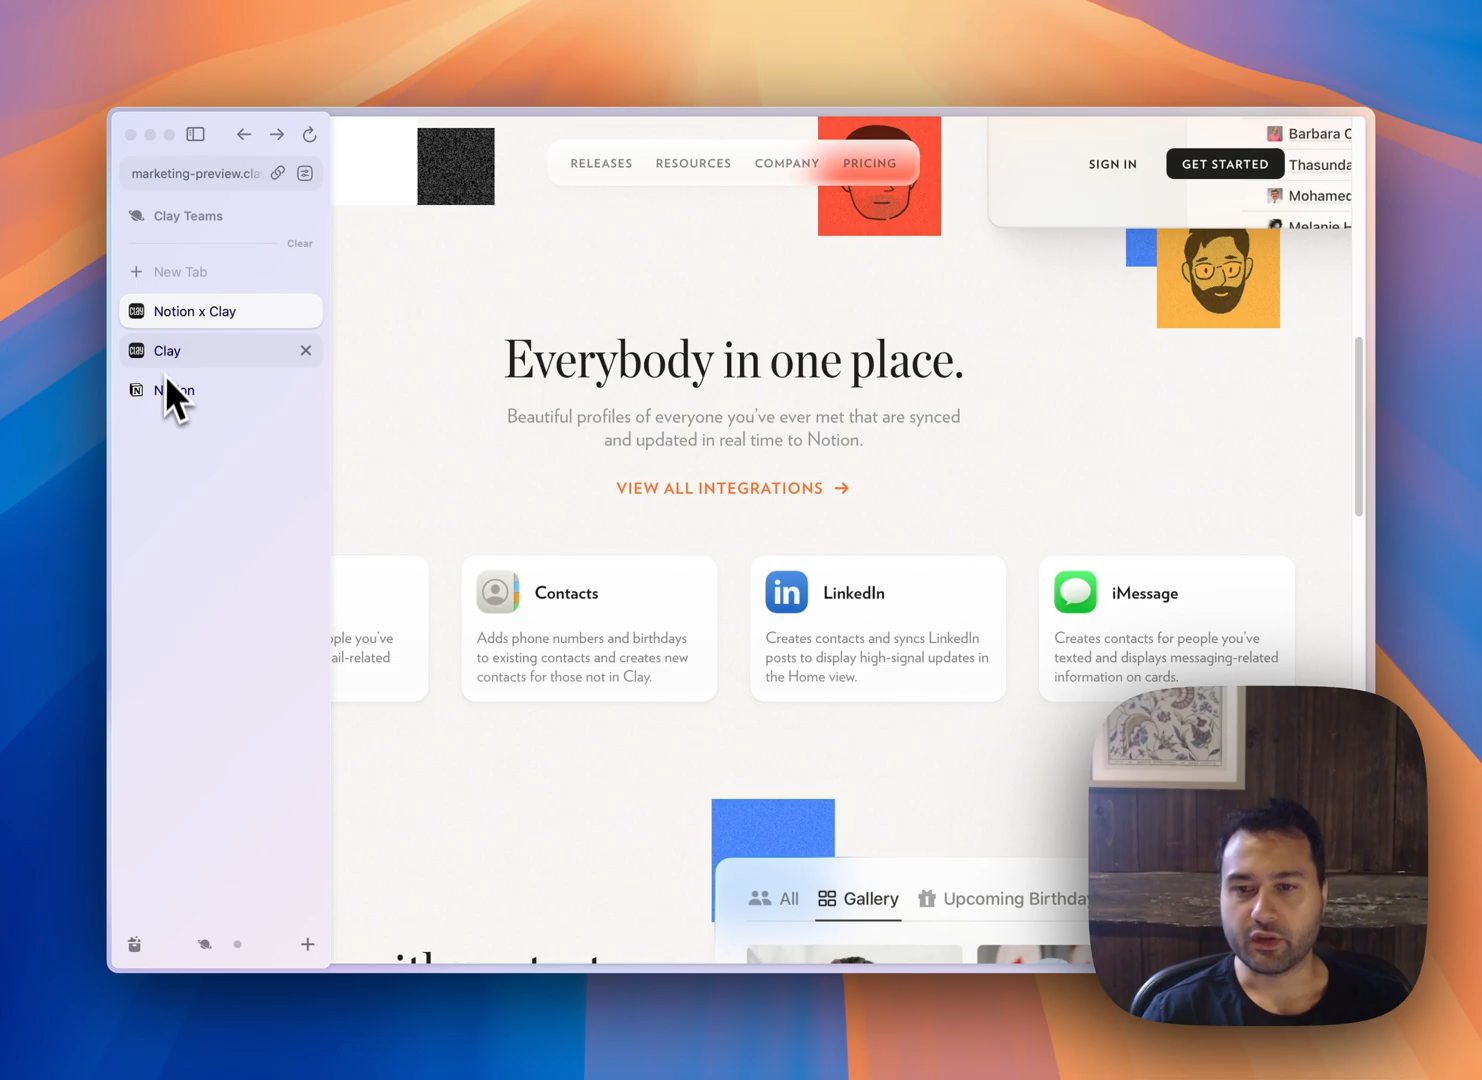 marketing-preview.cla
Clay Teams
Clear
New Tab
Notion x Clay
Clay
RELEASES
RESOURCES
COMPANY
PRICING
SIGN IN
GET STARTED
Barbara C
Thasunda
Mohamed
Melanie H
Everybody in one place.
Beautiful profiles of everyone you've ever met that are synced
and updated in real time to Notion.
VIEW ALL INTEGRATIONS →
ople you've
ail-related
Contacts
Adds phone numbers and birthdays
to existing contacts and creates new
contacts for those not in Clay.
LinkedIn
Creates contacts and syncs LinkedIn
posts to display high-signal updates in
the Home view.
iMessage
Creates contacts for people you've
texted and displays messaging-related
information on cards.
All
Gallery
Upcoming Birthda